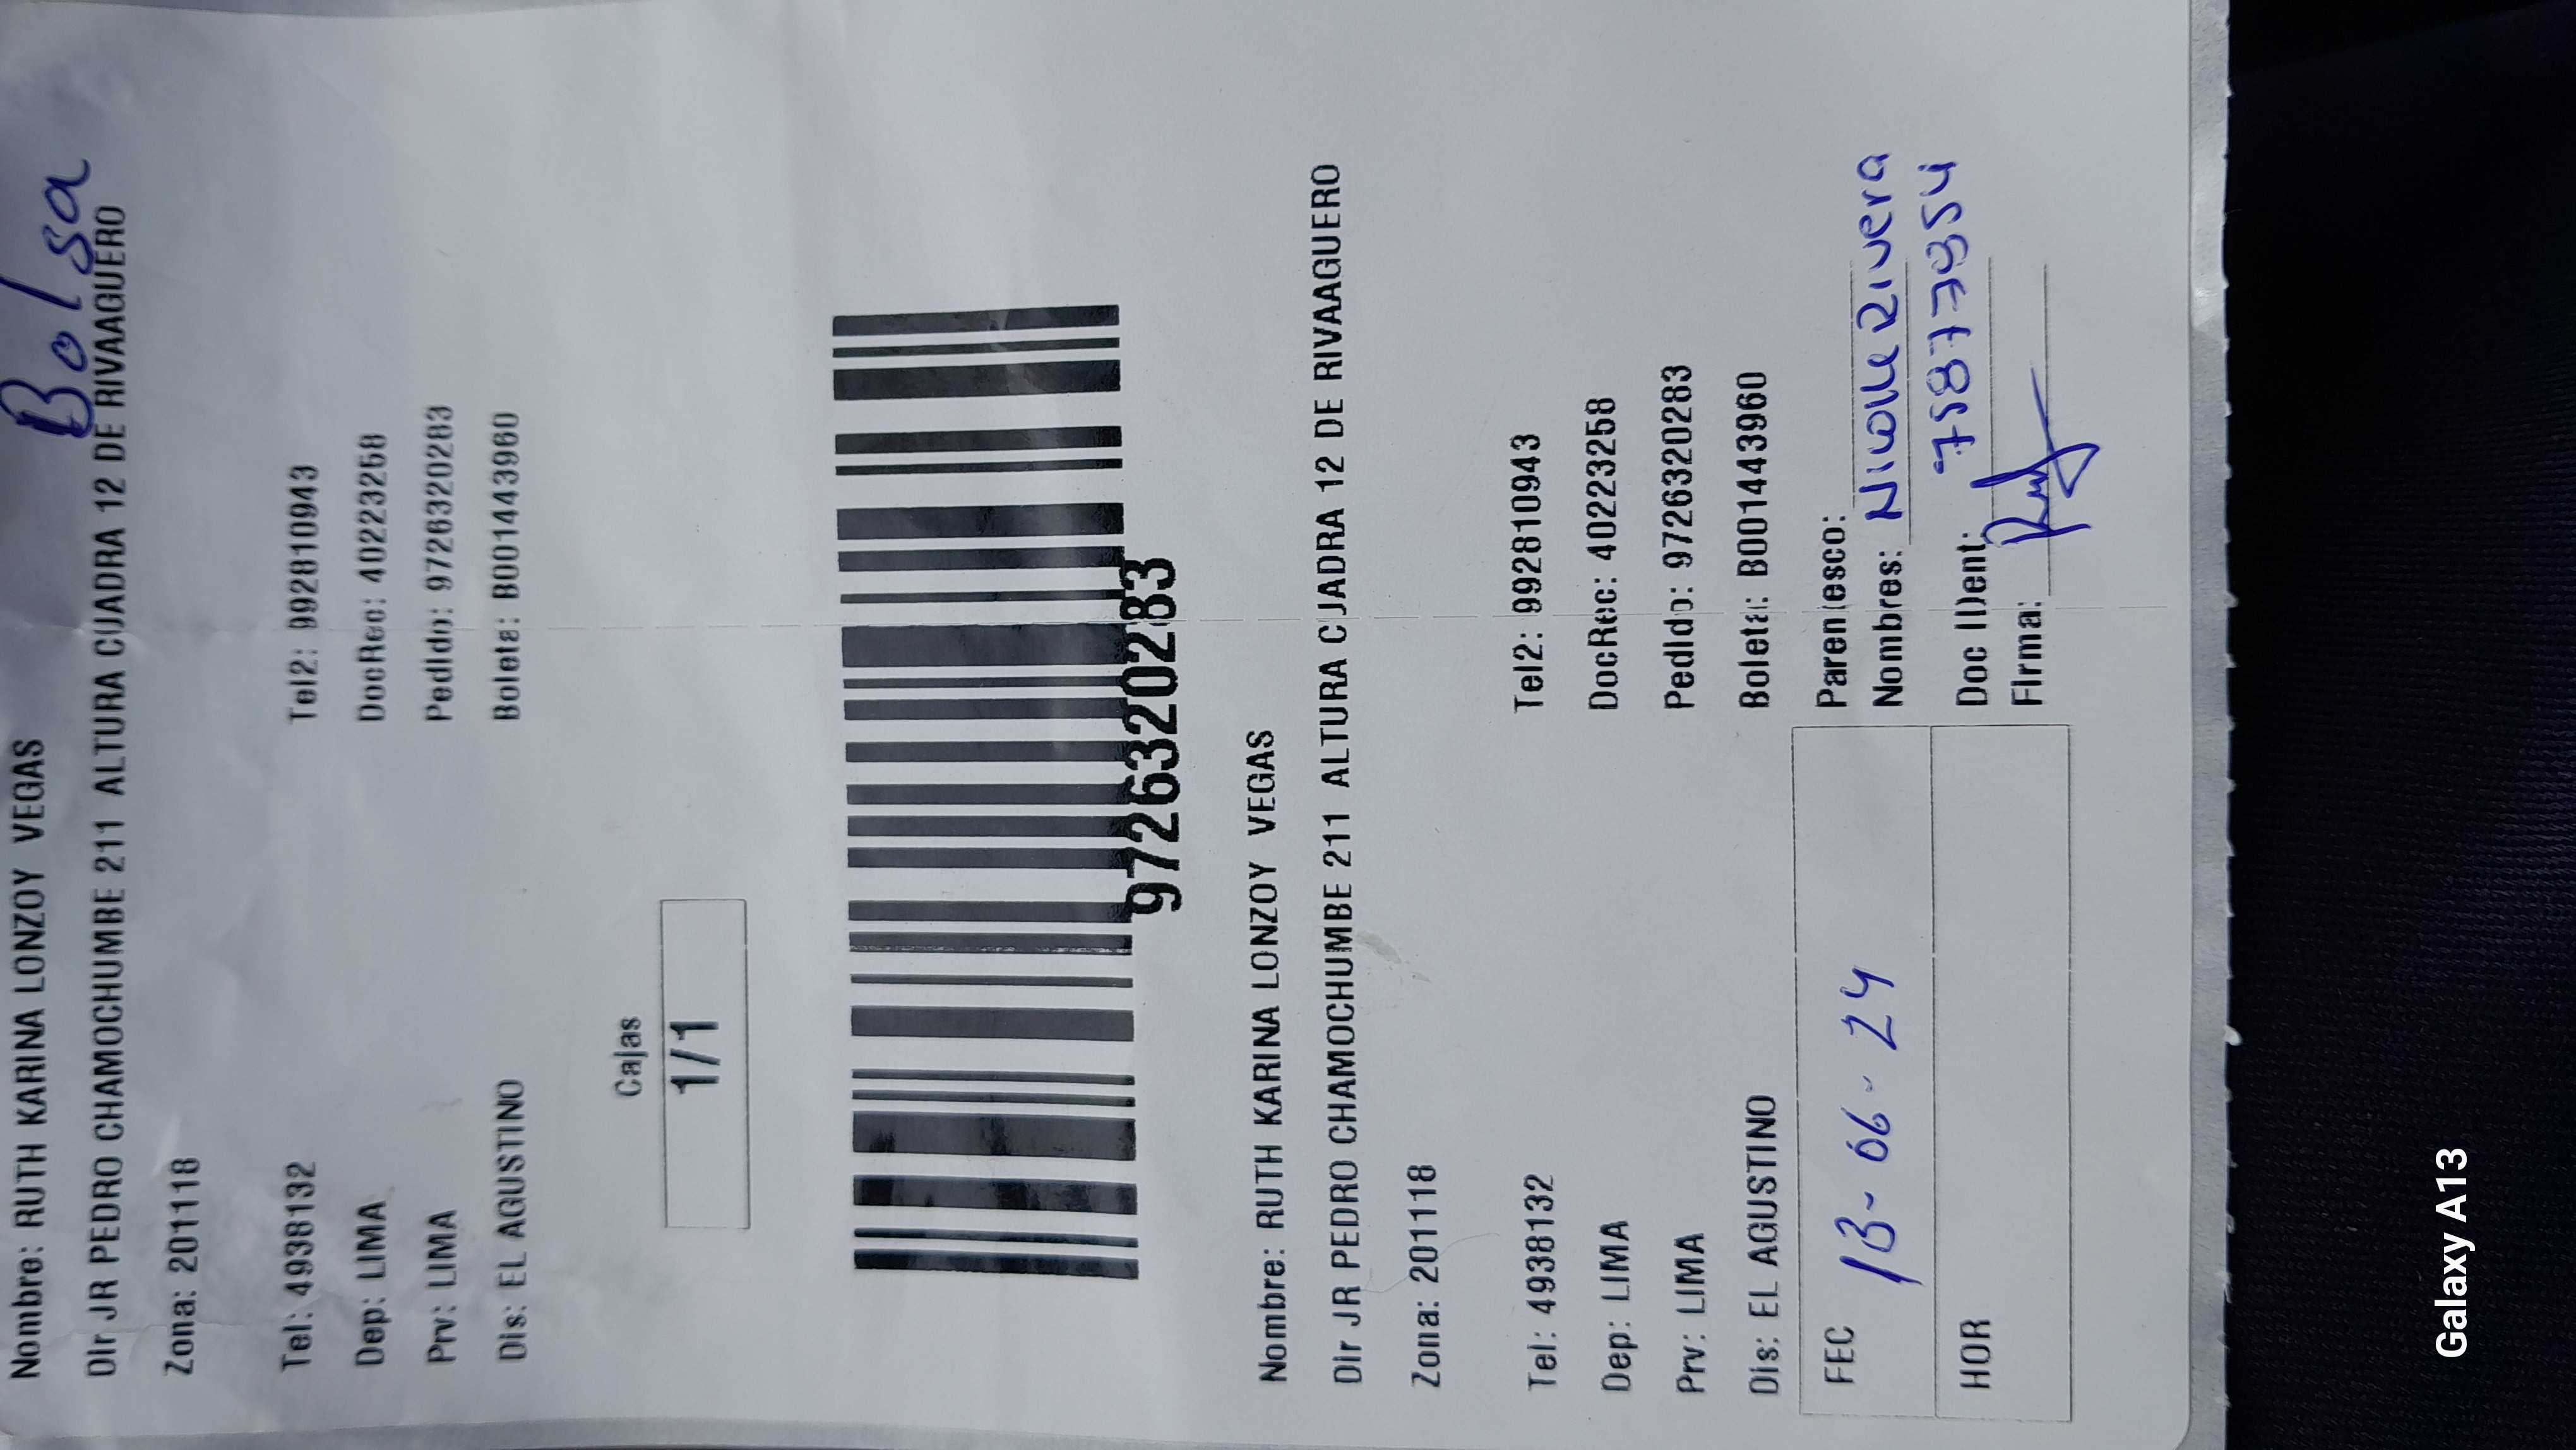 Bolsa
Nombre: RUTH KARINA LONZOY VEGAS
Dir JR PEDRO CHAMOCHUMBE 211 ALTURA CUADRA 12 DE RIVAAGUERO
Zona: 201118
Tel: 4938132 Tel2: 992810943
Dep: LIMA DocRec: 40223258
Prv: LIMA Pedido: 9726320283
Dis: EL AGUSTINO Boleta: B001443960
Cajas
1/1
9726320283
Nombre: RUTH KARINA LONZOY VEGAS
Dir JR PEDRO CHAMOCHUMBE 211 ALTURA CUADRA 12 DE RIVAAGUERO
Zona: 201118
Tel: 4938132 Tel2: 992810943
Dep: LIMA DocRec: 40223258
Prv: LIMA Pedido: 9726320283
Dis: EL AGUSTINO Boleta: B001443960
FEC 13-06-24 Parentesco:
Nombres: Nicole Rivera
HOR Doc IDent: 75877954
Firma:
Galaxy A13